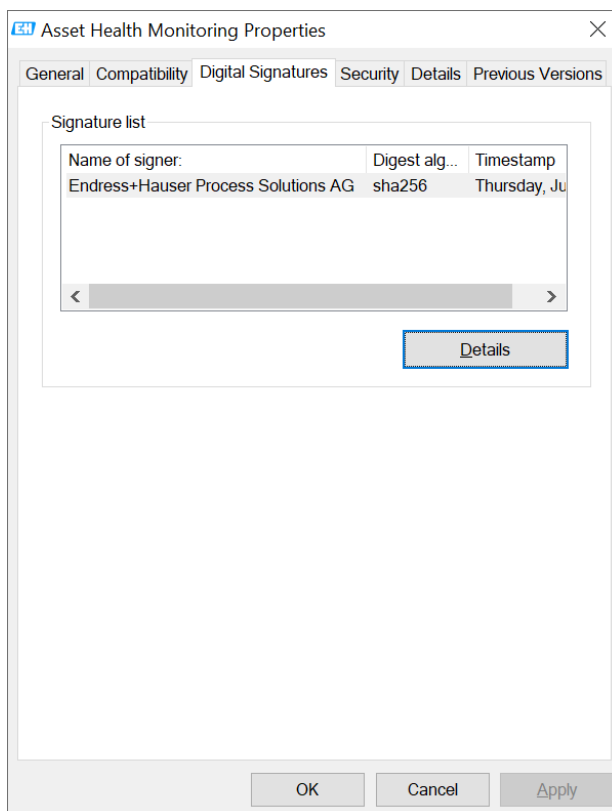 EH Asset Health Monitoring Properties
General Compatibility Digital Signatures Security Details Previous Versions
Signature list
Name of signer: Digest alg... Timestamp
Endress+Hauser Process Solutions AG sha256 Thursday, Ju
Details
OK Cancel Apply